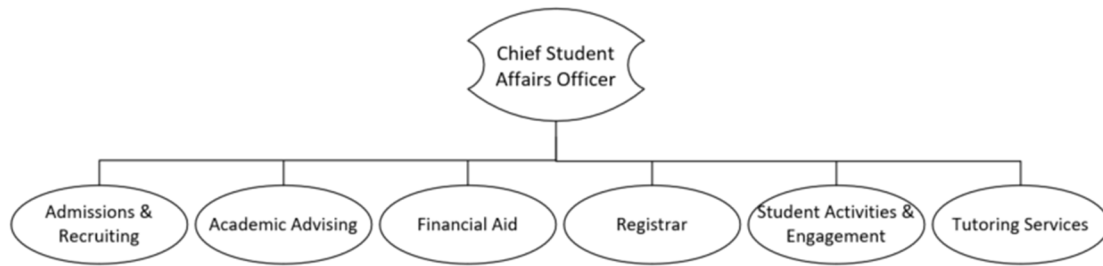 Chief Student
Affairs Officer
Admissions &
Recruiting
Academic Advising
Financial Aid
Registrar
Student Activities &
Engagement
Tutoring Services